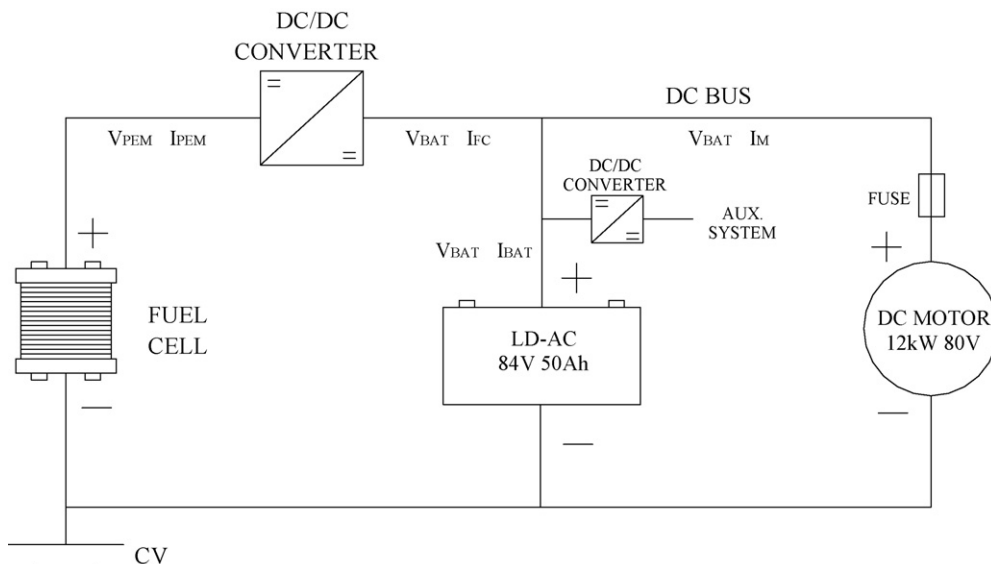 DC/DC
CONVERTER
DC BUS
VPEM IPEM
VBAT IFC
VBAT IM
DC/DC
CONVERTER
FUSE
AUX.
SYSTEM
VBAT IBAT
+
+
+
FUEL
CELL
LD-AC
84V 50Ah
DC MOTOR
12kW 80V
—
—
—
CV